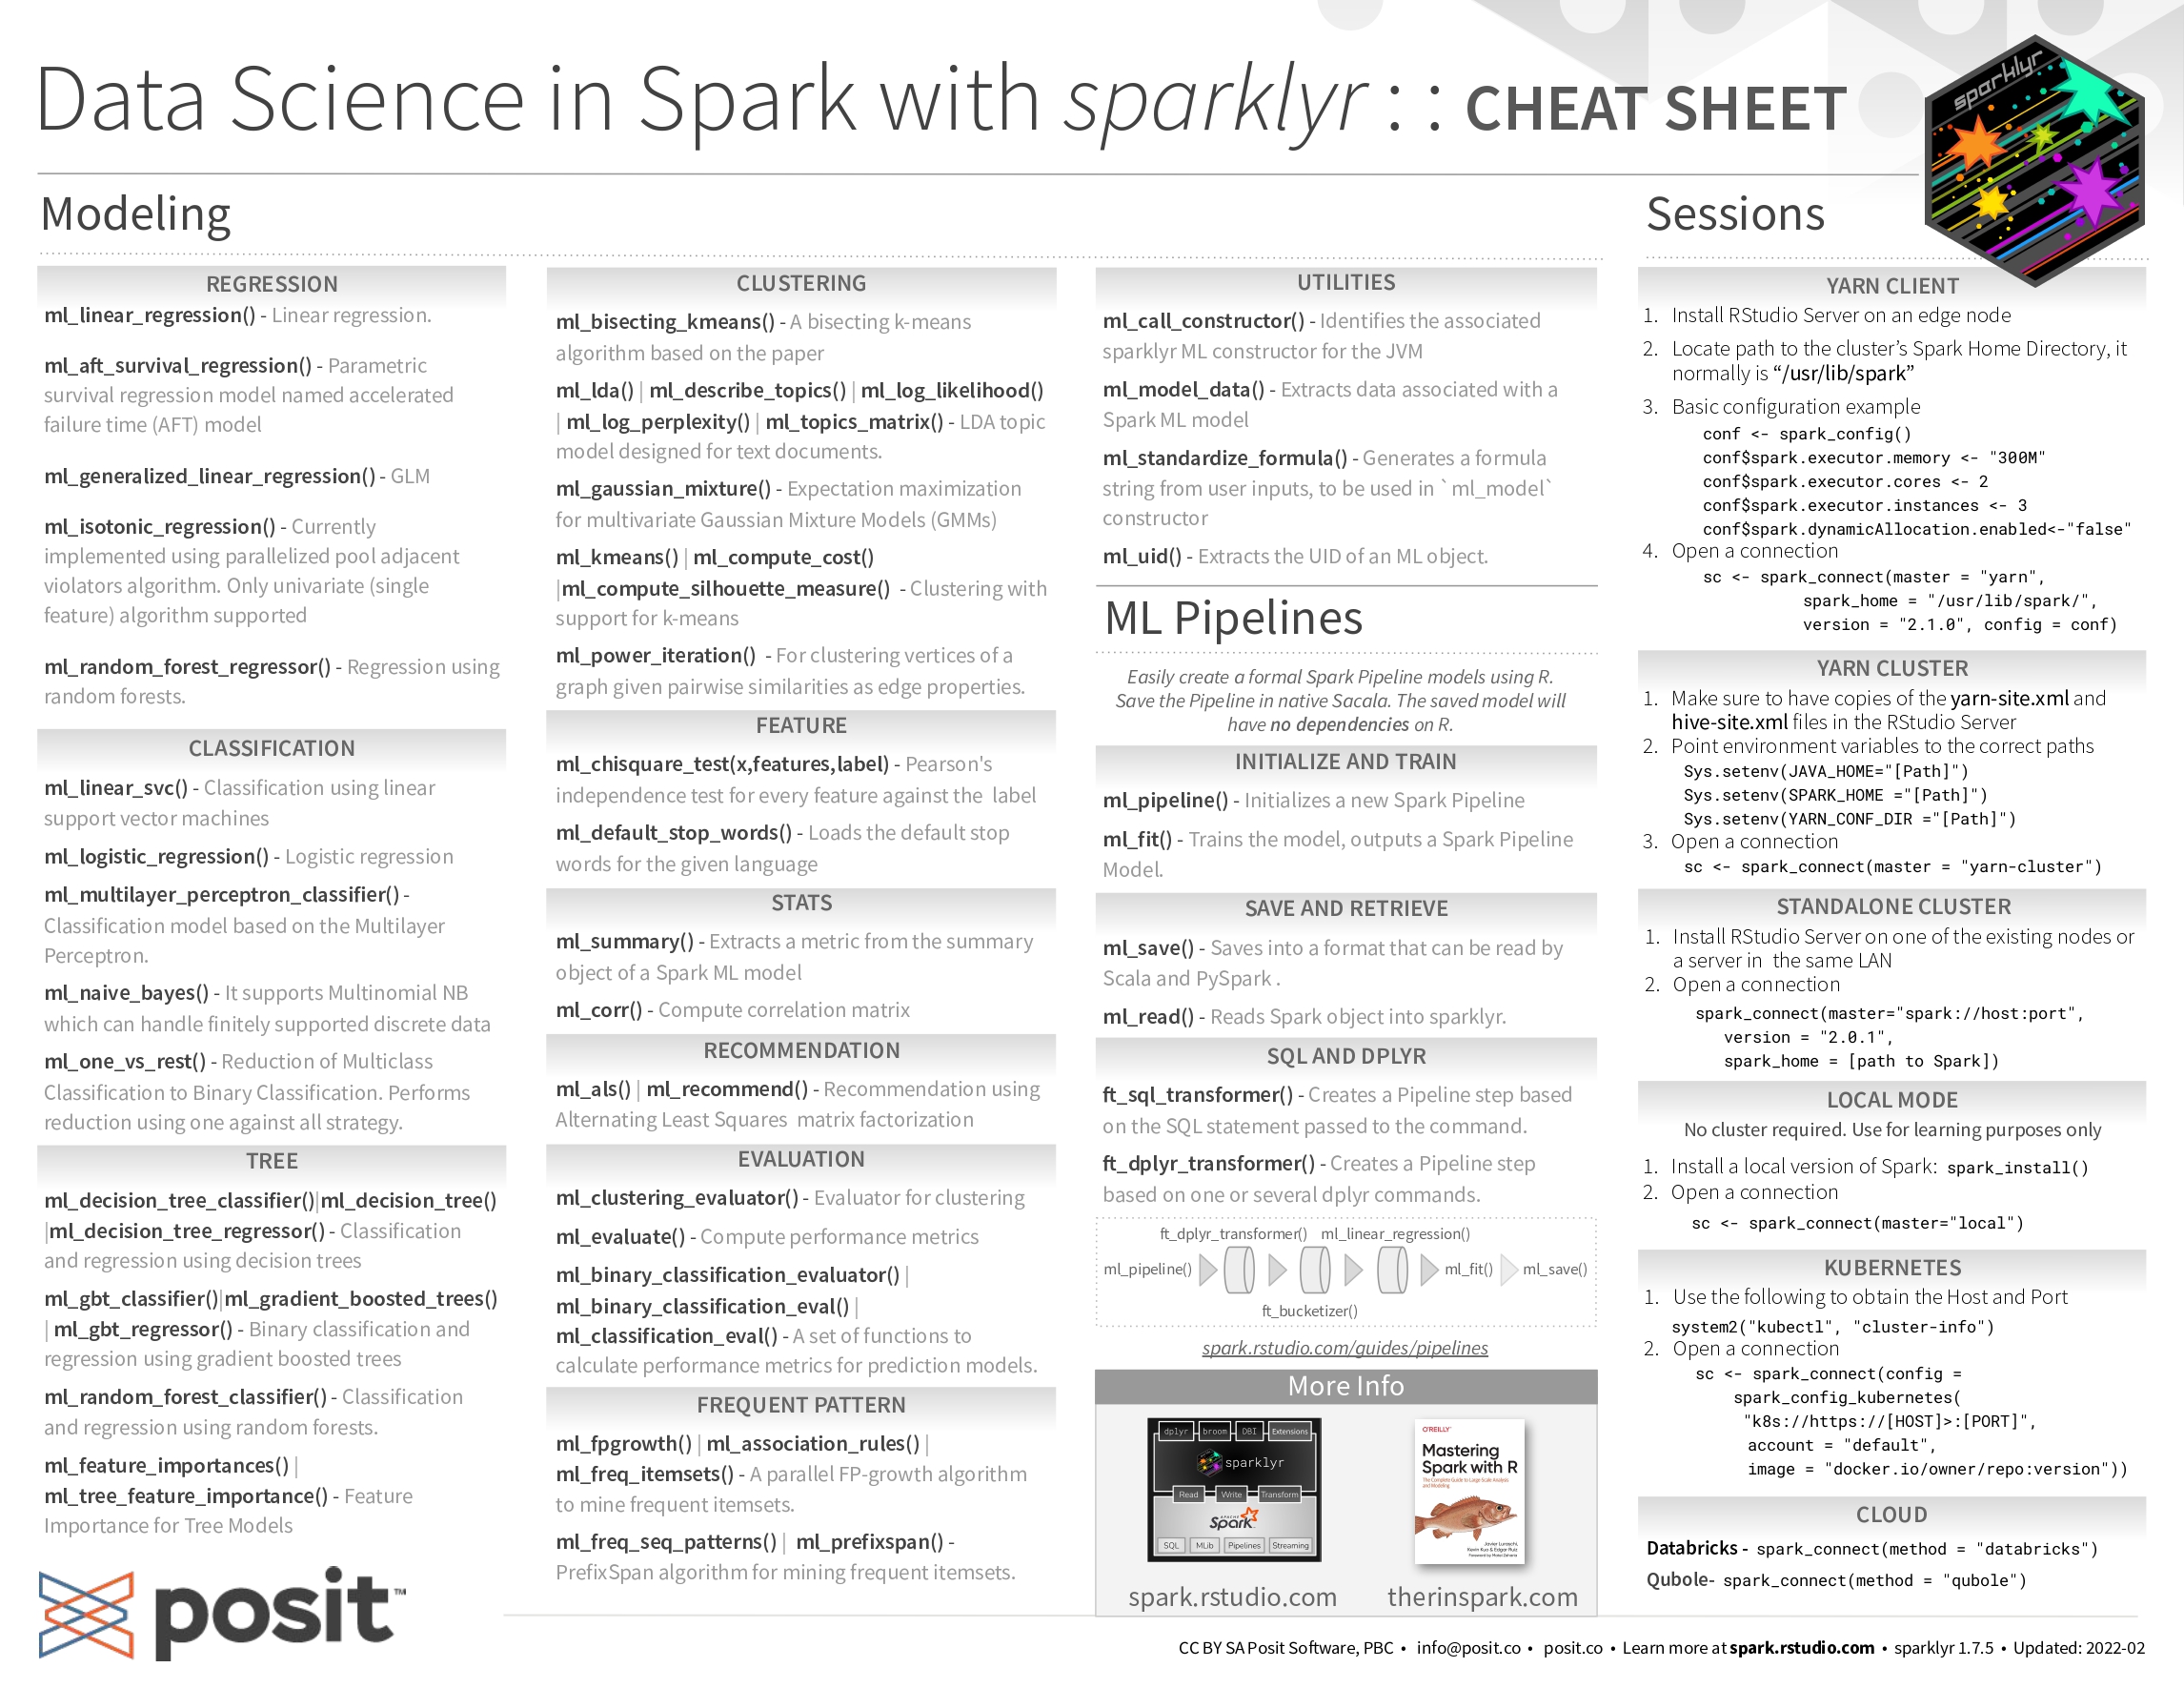 Data Science in Spark with sparklyr : : CHEAT SHEET
sparklyr
Modeling
REGRESSION
ml_linear_regression() - Linear regression.
ml_aft_survival_regression() - Parametric
survival regression model named accelerated
failure time (AFT) model
ml_generalized_linear_regression() - GLM
ml_isotonic_regression() - Currently
implemented using parallelized pool adjacent
violators algorithm. Only univariate (single
feature) algorithm supported
ml_random_forest_regressor() - Regression using
random forests.
CLASSIFICATION
ml_linear_svc() - Classification using linear
support vector machines
ml_logistic_regression() - Logistic regression
ml_multilayer_perceptron_classifier() -
Classification model based on the Multilayer
Perceptron.
ml_naive_bayes() - It supports Multinomial NB
which can handle finitely supported discrete data
ml_one_vs_rest() - Reduction of Multiclass
Classification to Binary Classification. Performs
reduction using one against all strategy.
TREE
ml_decision_tree_classifier()|ml_decision_tree()
|ml_decision_tree_regressor() - Classification
and regression using decision trees
ml_gbt_classifier()|ml_gradient_boosted_trees()
| ml_gbt_regressor() - Binary classification and
regression using gradient boosted trees
ml_random_forest_classifier() - Classification
and regression using random forests.
ml_feature_importances() |
ml_tree_feature_importance() - Feature
Importance for Tree Models
posit™
CLUSTERING
ml_bisecting_kmeans() - A bisecting k-means
algorithm based on the paper
ml_lda() | ml_describe_topics() | ml_log_likelihood()
| ml_log_perplexity() | ml_topics_matrix() - LDA topic
model designed for text documents.
ml_gaussian_mixture() - Expectation maximization
for multivariate Gaussian Mixture Models (GMMs)
ml_kmeans() | ml_compute_cost()
|ml_compute_silhouette_measure() - Clustering with
support for k-means
ml_power_iteration() - For clustering vertices of a
graph given pairwise similarities as edge properties.
FEATURE
ml_chisquare_test(x,features,label) - Pearson's
independence test for every feature against the label
ml_default_stop_words() - Loads the default stop
words for the given language
STATS
ml_summary() - Extracts a metric from the summary
object of a Spark ML model
ml_corr() - Compute correlation matrix
RECOMMENDATION
ml_als() | ml_recommend() - Recommendation using
Alternating Least Squares matrix factorization
EVALUATION
ml_clustering_evaluator() - Evaluator for clustering
ml_evaluate() - Compute performance metrics
ml_binary_classification_evaluator() |
ml_binary_classification_eval() |
ml_classification_eval() - A set of functions to
calculate performance metrics for prediction models.
FREQUENT PATTERN
ml_fpgrowth() | ml_association_rules() |
ml_freq_itemsets() - A parallel FP-growth algorithm
to mine frequent itemsets.
ml_freq_seq_patterns() | ml_prefixspan() -
PrefixSpan algorithm for mining frequent itemsets.
UTILITIES
ml_call_constructor() - Identifies the associated
sparklyr ML constructor for the JVM
ml_model_data() - Extracts data associated with a
Spark ML model
ml_standardize_formula() - Generates a formula
string from user inputs, to be used in `ml_model`
constructor
ml_uid() - Extracts the UID of an ML object.
ML Pipelines
Easily create a formal Spark Pipeline models using R.
Save the Pipeline in native Sacala. The saved model will
have no dependencies on R.
INITIALIZE AND TRAIN
ml_pipeline() - Initializes a new Spark Pipeline
ml_fit() - Trains the model, outputs a Spark Pipeline
Model.
SAVE AND RETRIEVE
ml_save() - Saves into a format that can be read by
Scala and PySpark .
ml_read() - Reads Spark object into sparklyr.
SQL AND DPLYR
ft_sql_transformer() - Creates a Pipeline step based
on the SQL statement passed to the command.
ft_dplyr_transformer() - Creates a Pipeline step
based on one or several dplyr commands.
ft_dplyr_transformer() ml_linear_regression()
ml_pipeline() ml_fit() ml_save()
ft_bucketizer()
spark.rstudio.com/guides/pipelines
More Info
dplyr broom DBI Extensions
sparklyr
Read Write Transform
APACHE Spark
SQL MLib Pipelines Streaming
spark.rstudio.com
O'REILLY
Mastering
Spark with R
The Complete Guide to Large-Scale Analysis
and Modeling
Javier Luraschi,
Kevin Kuo & Edgar Ruiz
Foreword by Matei Zaharia
therinspark.com
Sessions
YARN CLIENT
1. Install RStudio Server on an edge node
2. Locate path to the cluster’s Spark Home Directory, it
normally is “/usr/lib/spark”
3. Basic configuration example
conf <- spark_config()
conf$spark.executor.memory <- "300M"
conf$spark.executor.cores <- 2
conf$spark.executor.instances <- 3
conf$spark.dynamicAllocation.enabled<-"false"
4. Open a connection
sc <- spark_connect(master = "yarn",
spark_home = "/usr/lib/spark/",
version = "2.1.0", config = conf)
YARN CLUSTER
1. Make sure to have copies of the yarn-site.xml and
hive-site.xml files in the RStudio Server
2. Point environment variables to the correct paths
Sys.setenv(JAVA_HOME="[Path]")
Sys.setenv(SPARK_HOME ="[Path]")
Sys.setenv(YARN_CONF_DIR ="[Path]")
3. Open a connection
sc <- spark_connect(master = "yarn-cluster")
STANDALONE CLUSTER
1. Install RStudio Server on one of the existing nodes or
a server in the same LAN
2. Open a connection
spark_connect(master="spark://host:port",
version = "2.0.1",
spark_home = [path to Spark])
LOCAL MODE
No cluster required. Use for learning purposes only
1. Install a local version of Spark: spark_install()
2. Open a connection
sc <- spark_connect(master="local")
KUBERNETES
1. Use the following to obtain the Host and Port
system2("kubectl", "cluster-info")
2. Open a connection
sc <- spark_connect(config =
spark_config_kubernetes(
"k8s://https://[HOST]>:[PORT]",
account = "default",
image = "docker.io/owner/repo:version"))
CLOUD
Databricks - spark_connect(method = "databricks")
Qubole- spark_connect(method = "qubole")
CC BY SA Posit Software, PBC • info@posit.co • posit.co • Learn more at spark.rstudio.com • sparklyr 1.7.5 • Updated: 2022-02